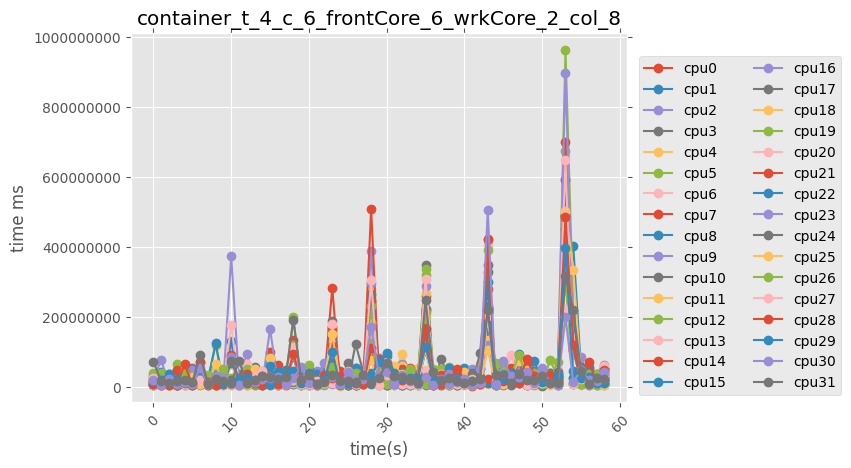 container_t_4_c_6_frontCore_6_wrkCore_2_col_8
1000000000
800000000
600000000
400000000
200000000
0
time ms
0
10
20
30
40
50
60
time(s)
cpu0
cpu1
cpu2
cpu3
cpu4
cpu5
cpu6
cpu7
cpu8
cpu9
cpu10
cpu11
cpu12
cpu13
cpu14
cpu15
cpu16
cpu17
cpu18
cpu19
cpu20
cpu21
cpu22
cpu23
cpu24
cpu25
cpu26
cpu27
cpu28
cpu29
cpu30
cpu31